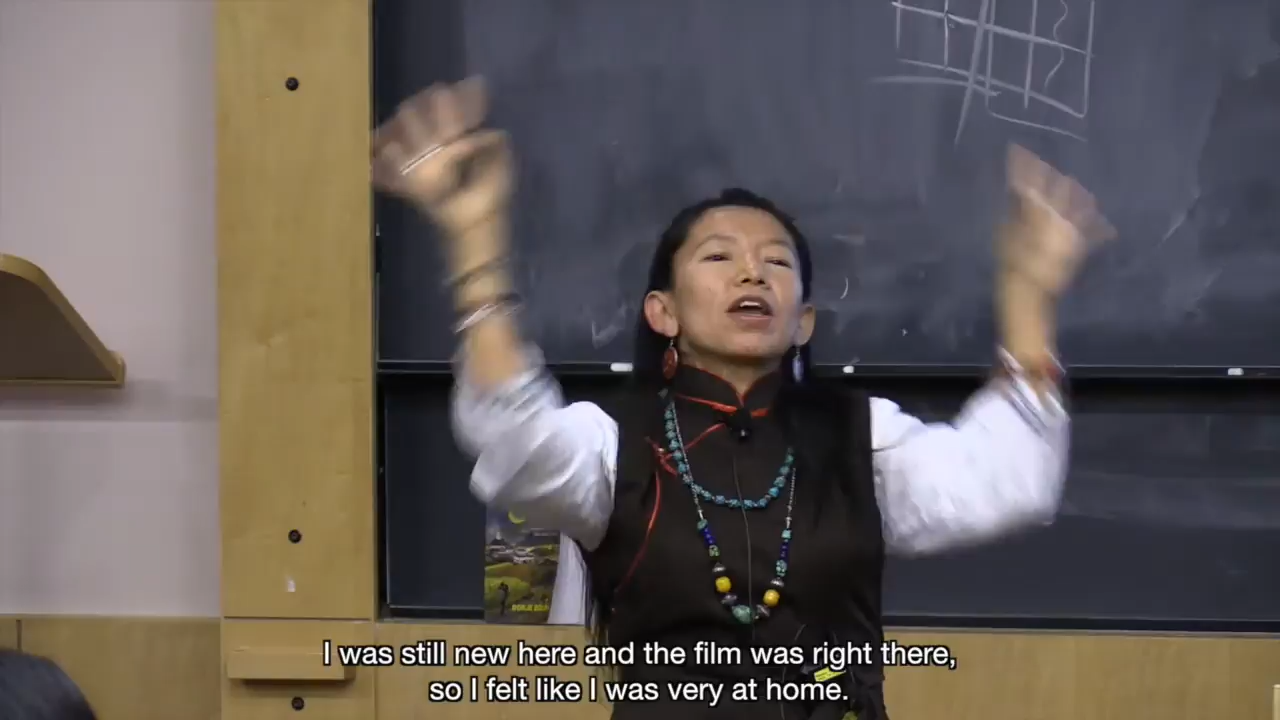 I was still new here and the film was right there,
so I felt like I was very at home.